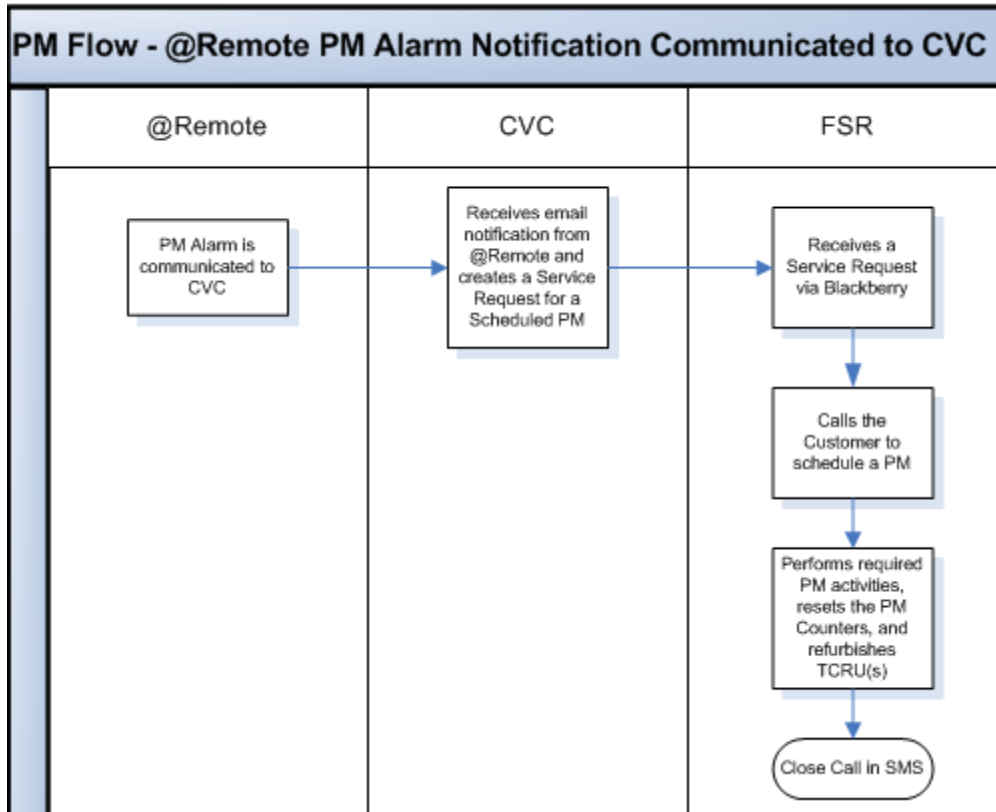 PM Flow - @Remote PM Alarm Notification Communicated to CVC
@Remote
CVC
FSR
PM Alarm is
communicated to
CVC
Receives email
notification from
@Remote and
creates a Service
Request for a
Scheduled PM
Receives a
Service Request
via Blackberry
Calls the
Customer to
schedule a PM
Performs required
PM activities,
resets the PM
Counters, and
refurbishes
TCRU(s)
Close Call in SMS